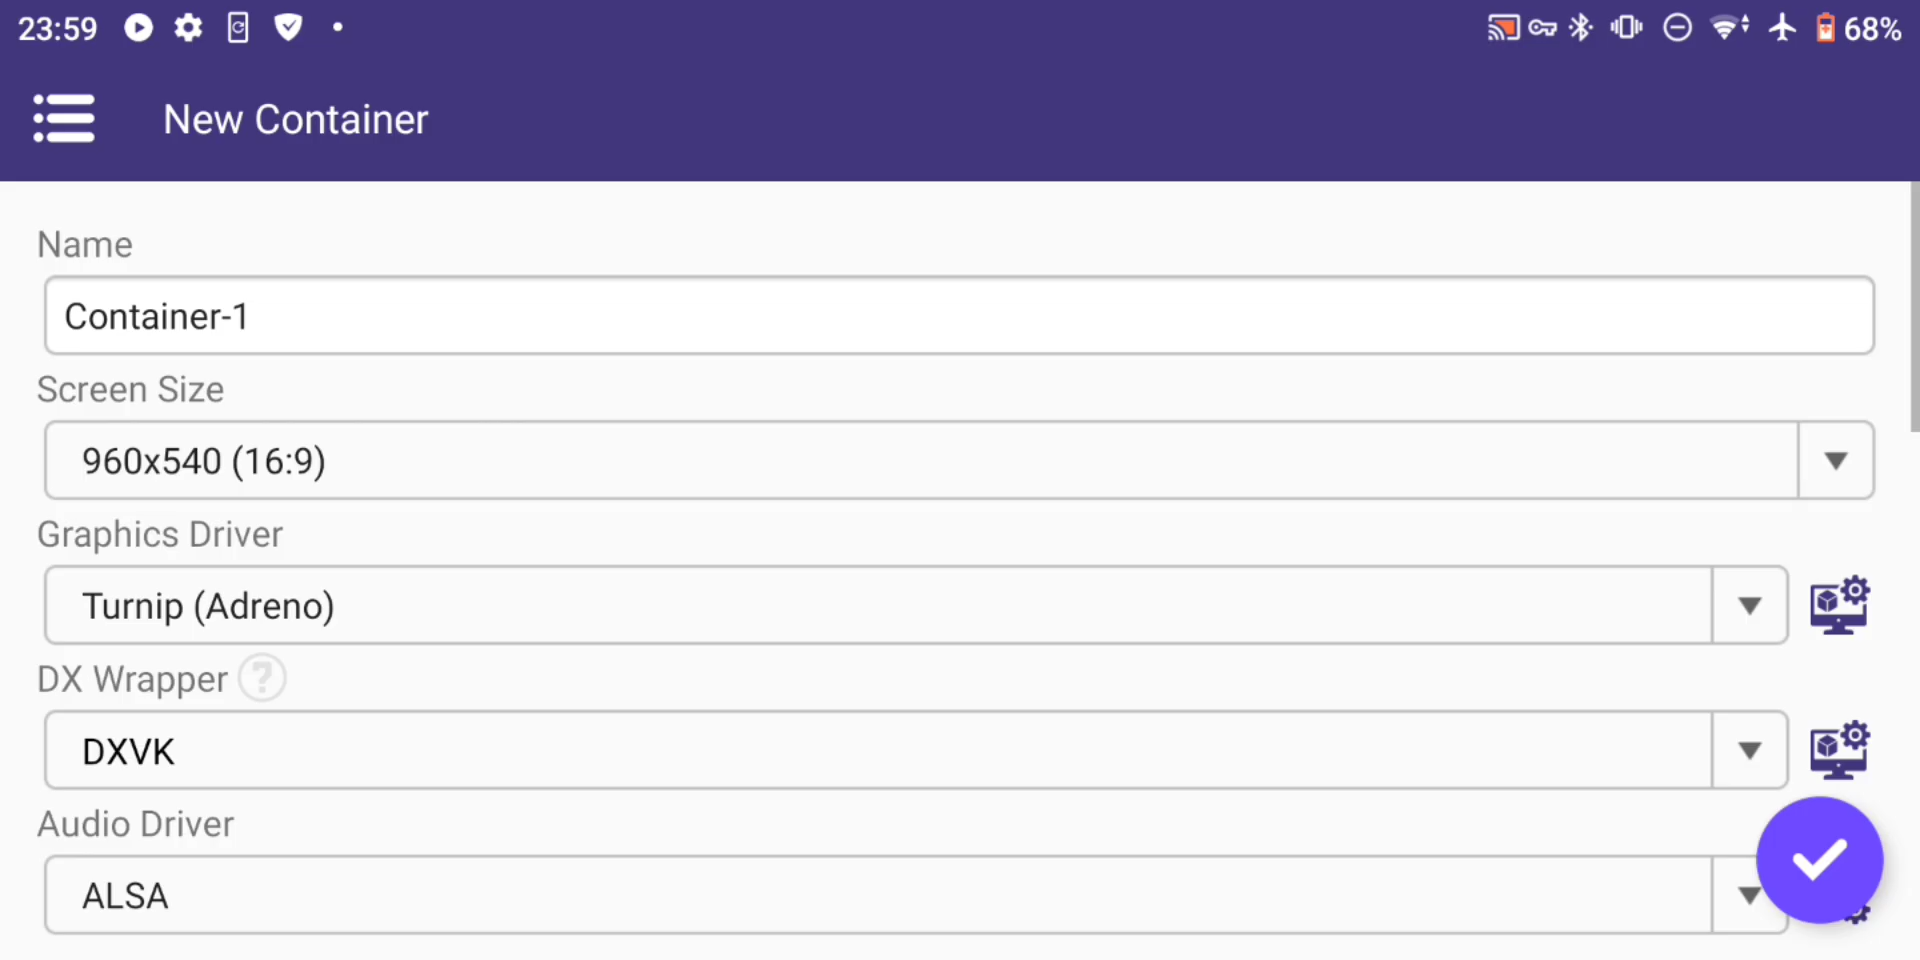 23:59
68%
New Container
Name
Container-1
Screen Size
960x540 (16:9)
Graphics Driver
Turnip (Adreno)
DX Wrapper ?
DXVK
Audio Driver
ALSA